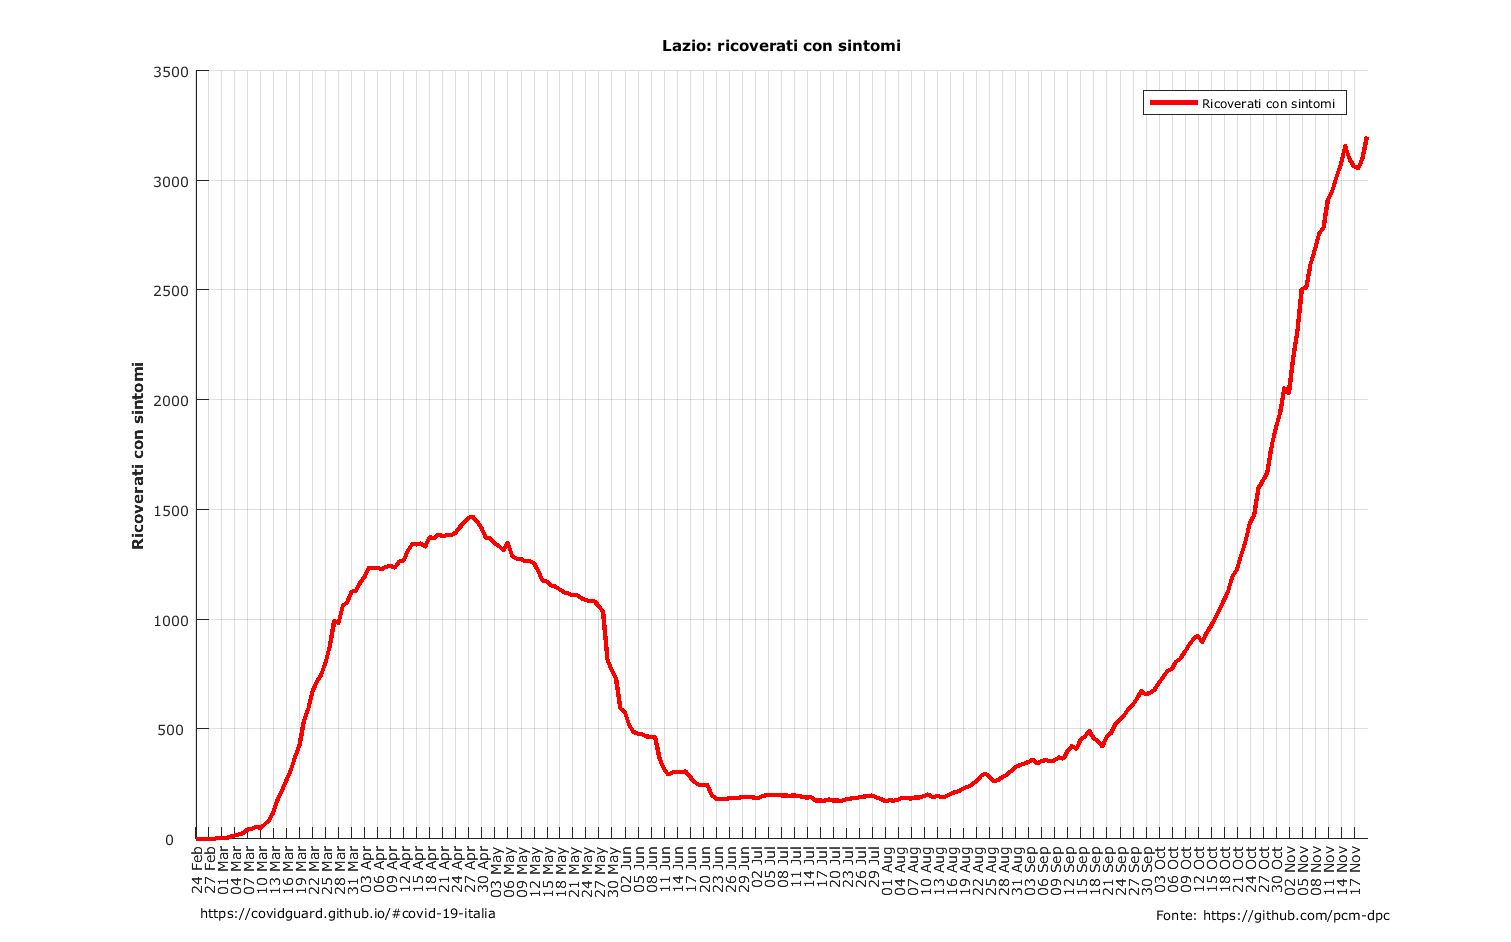 Lazio: ricoverati con sintomi
Ricoverati con sintomi
3500
3000
2500
2000
1500
1000
500
0
Ricoverati con sintomi
24 Feb
27 Feb
01 Mar
04 Mar
07 Mar
10 Mar
13 Mar
16 Mar
19 Mar
22 Mar
25 Mar
28 Mar
31 Mar
03 Apr
06 Apr
09 Apr
12 Apr
15 Apr
18 Apr
21 Apr
24 Apr
27 Apr
30 Apr
03 May
06 May
09 May
12 May
15 May
18 May
21 May
24 May
27 May
30 May
02 Jun
05 Jun
08 Jun
11 Jun
14 Jun
17 Jun
20 Jun
23 Jun
26 Jun
29 Jun
02 Jul
05 Jul
08 Jul
11 Jul
14 Jul
17 Jul
20 Jul
23 Jul
26 Jul
29 Jul
01 Aug
04 Aug
07 Aug
10 Aug
13 Aug
16 Aug
19 Aug
22 Aug
25 Aug
28 Aug
31 Aug
03 Sep
06 Sep
09 Sep
12 Sep
15 Sep
18 Sep
21 Sep
24 Sep
27 Sep
30 Sep
03 Oct
06 Oct
09 Oct
12 Oct
15 Oct
18 Oct
21 Oct
24 Oct
27 Oct
30 Oct
02 Nov
05 Nov
08 Nov
11 Nov
14 Nov
17 Nov
https://covidguard.github.io/#covid-19-italia
Fonte: https://github.com/pcm-dpc